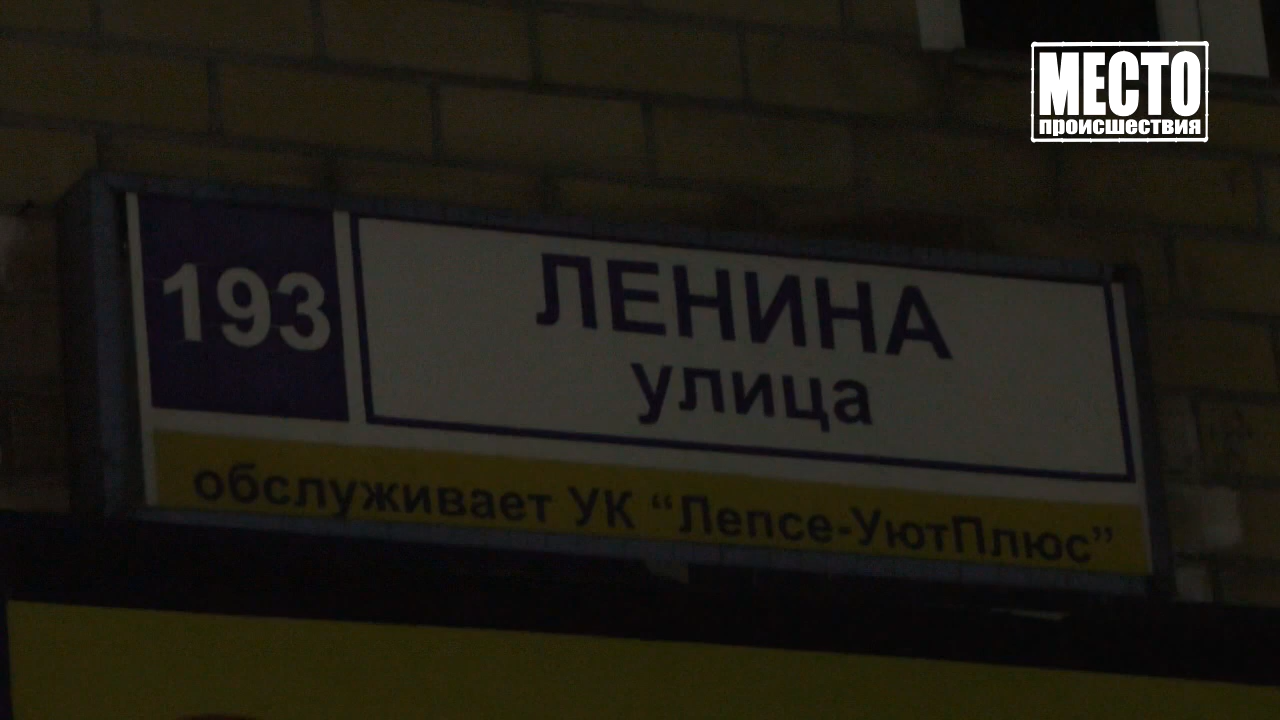 МЕСТО
происшествия
193
ЛЕНИНА
улица
обслуживает УК “Лепсе-УютПлюс”